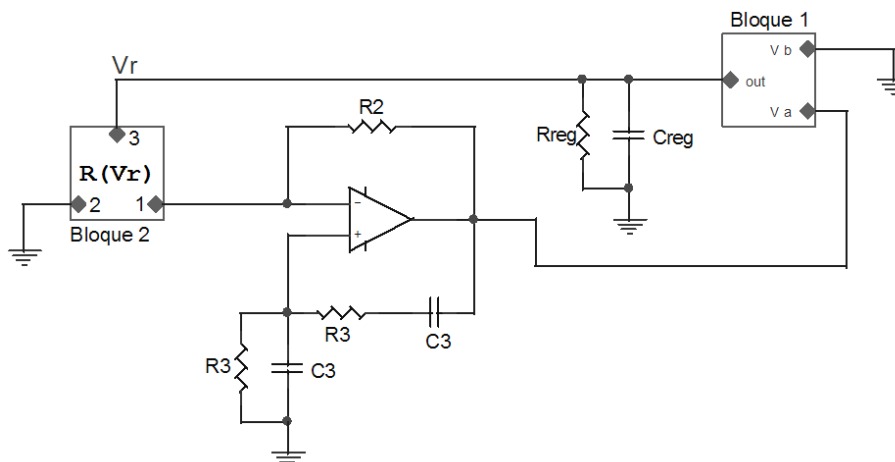 Bloque 1
V b
out
V a
Vr
R2
Rreg
Creg
3
R(Vr)
2
1
Bloque 2
−
+
R3
C3
R3
C3